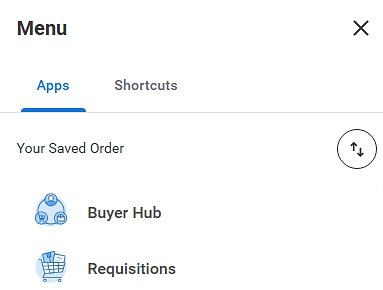 Menu
Apps
Shortcuts
Your Saved Order
Buyer Hub
Requisitions